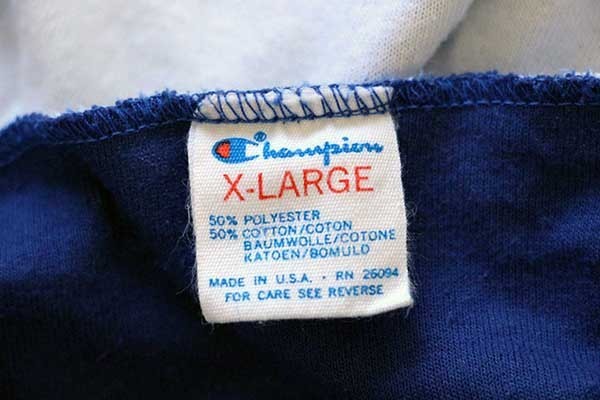 Champion®
X-LARGE
50% POLYESTER
50% COTTON/COTON
BAUMWOLLE/COTONE
KATOEN/BOMULD
MADE IN U.S.A. · RN 26094
FOR CARE SEE REVERSE